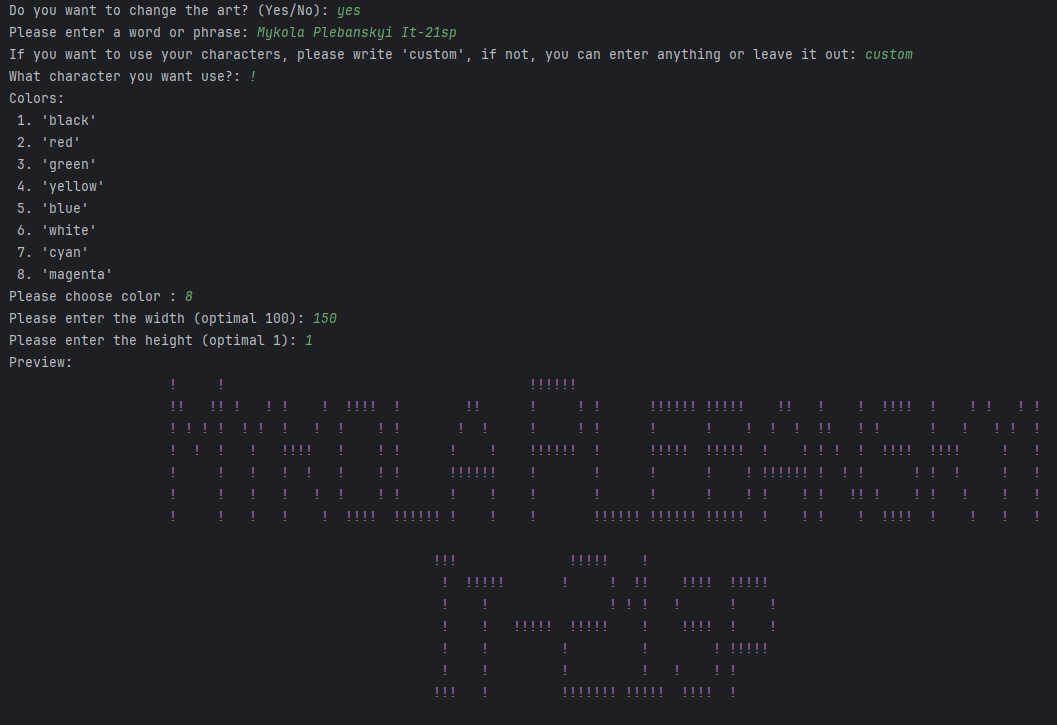 Do you want to change the art? (Yes/No): yes
Please enter a word or phrase: Mykola Plebanskyi It-21sp
If you want to use your characters, please write 'custom', if not, you can enter anything or leave it out: custom
What character you want use?: !
Colors:
1. 'black'
2. 'red'
3. 'green'
4. 'yellow'
5. 'blue'
6. 'white'
7. 'cyan'
8. 'magenta'
Please choose color : 8
Please enter the width (optimal 100): 150
Please enter the height (optimal 1): 1
Preview:
!     !                                      !!!!!!
!!   !! !   ! !    !  !!!!  !        !!      !     ! !      !!!!!! !!!!!    !!   !    !  !!!!  !    ! !   ! !
! ! ! !  ! !  !   !  !    ! !       !  !     !     ! !      !      !    !  !  !  !!   ! !      !   !   ! !  !
!  !  !   !   !!!!   !    ! !      !    !    !!!!!! !      !!!!!  !!!!!  !    ! ! !  !  !!!!  !!!!     !   !
!     !   !   !  !   !    ! !      !!!!!!    !       !      !      !    ! !!!!!! !  ! !      ! !  !     !   !
!     !   !   !   !  !    ! !      !    !    !       !      !      !    ! !    ! !   !! !    ! !   !    !   !
!     !   !   !    !  !!!!  !!!!!! !    !    !       !!!!!! !!!!!! !!!!!  !    ! !    !  !!!!  !    !   !   !
!!!              !!!!!    !
!  !!!!!       !     !  !!    !!!!  !!!!!
!    !               ! ! !   !      !    !
!    !   !!!!!  !!!!!    !    !!!!  !    !
!    !         !         !        ! !!!!!
!    !         !         !   !    ! !
!!!   !         !!!!!!! !!!!!  !!!!  !